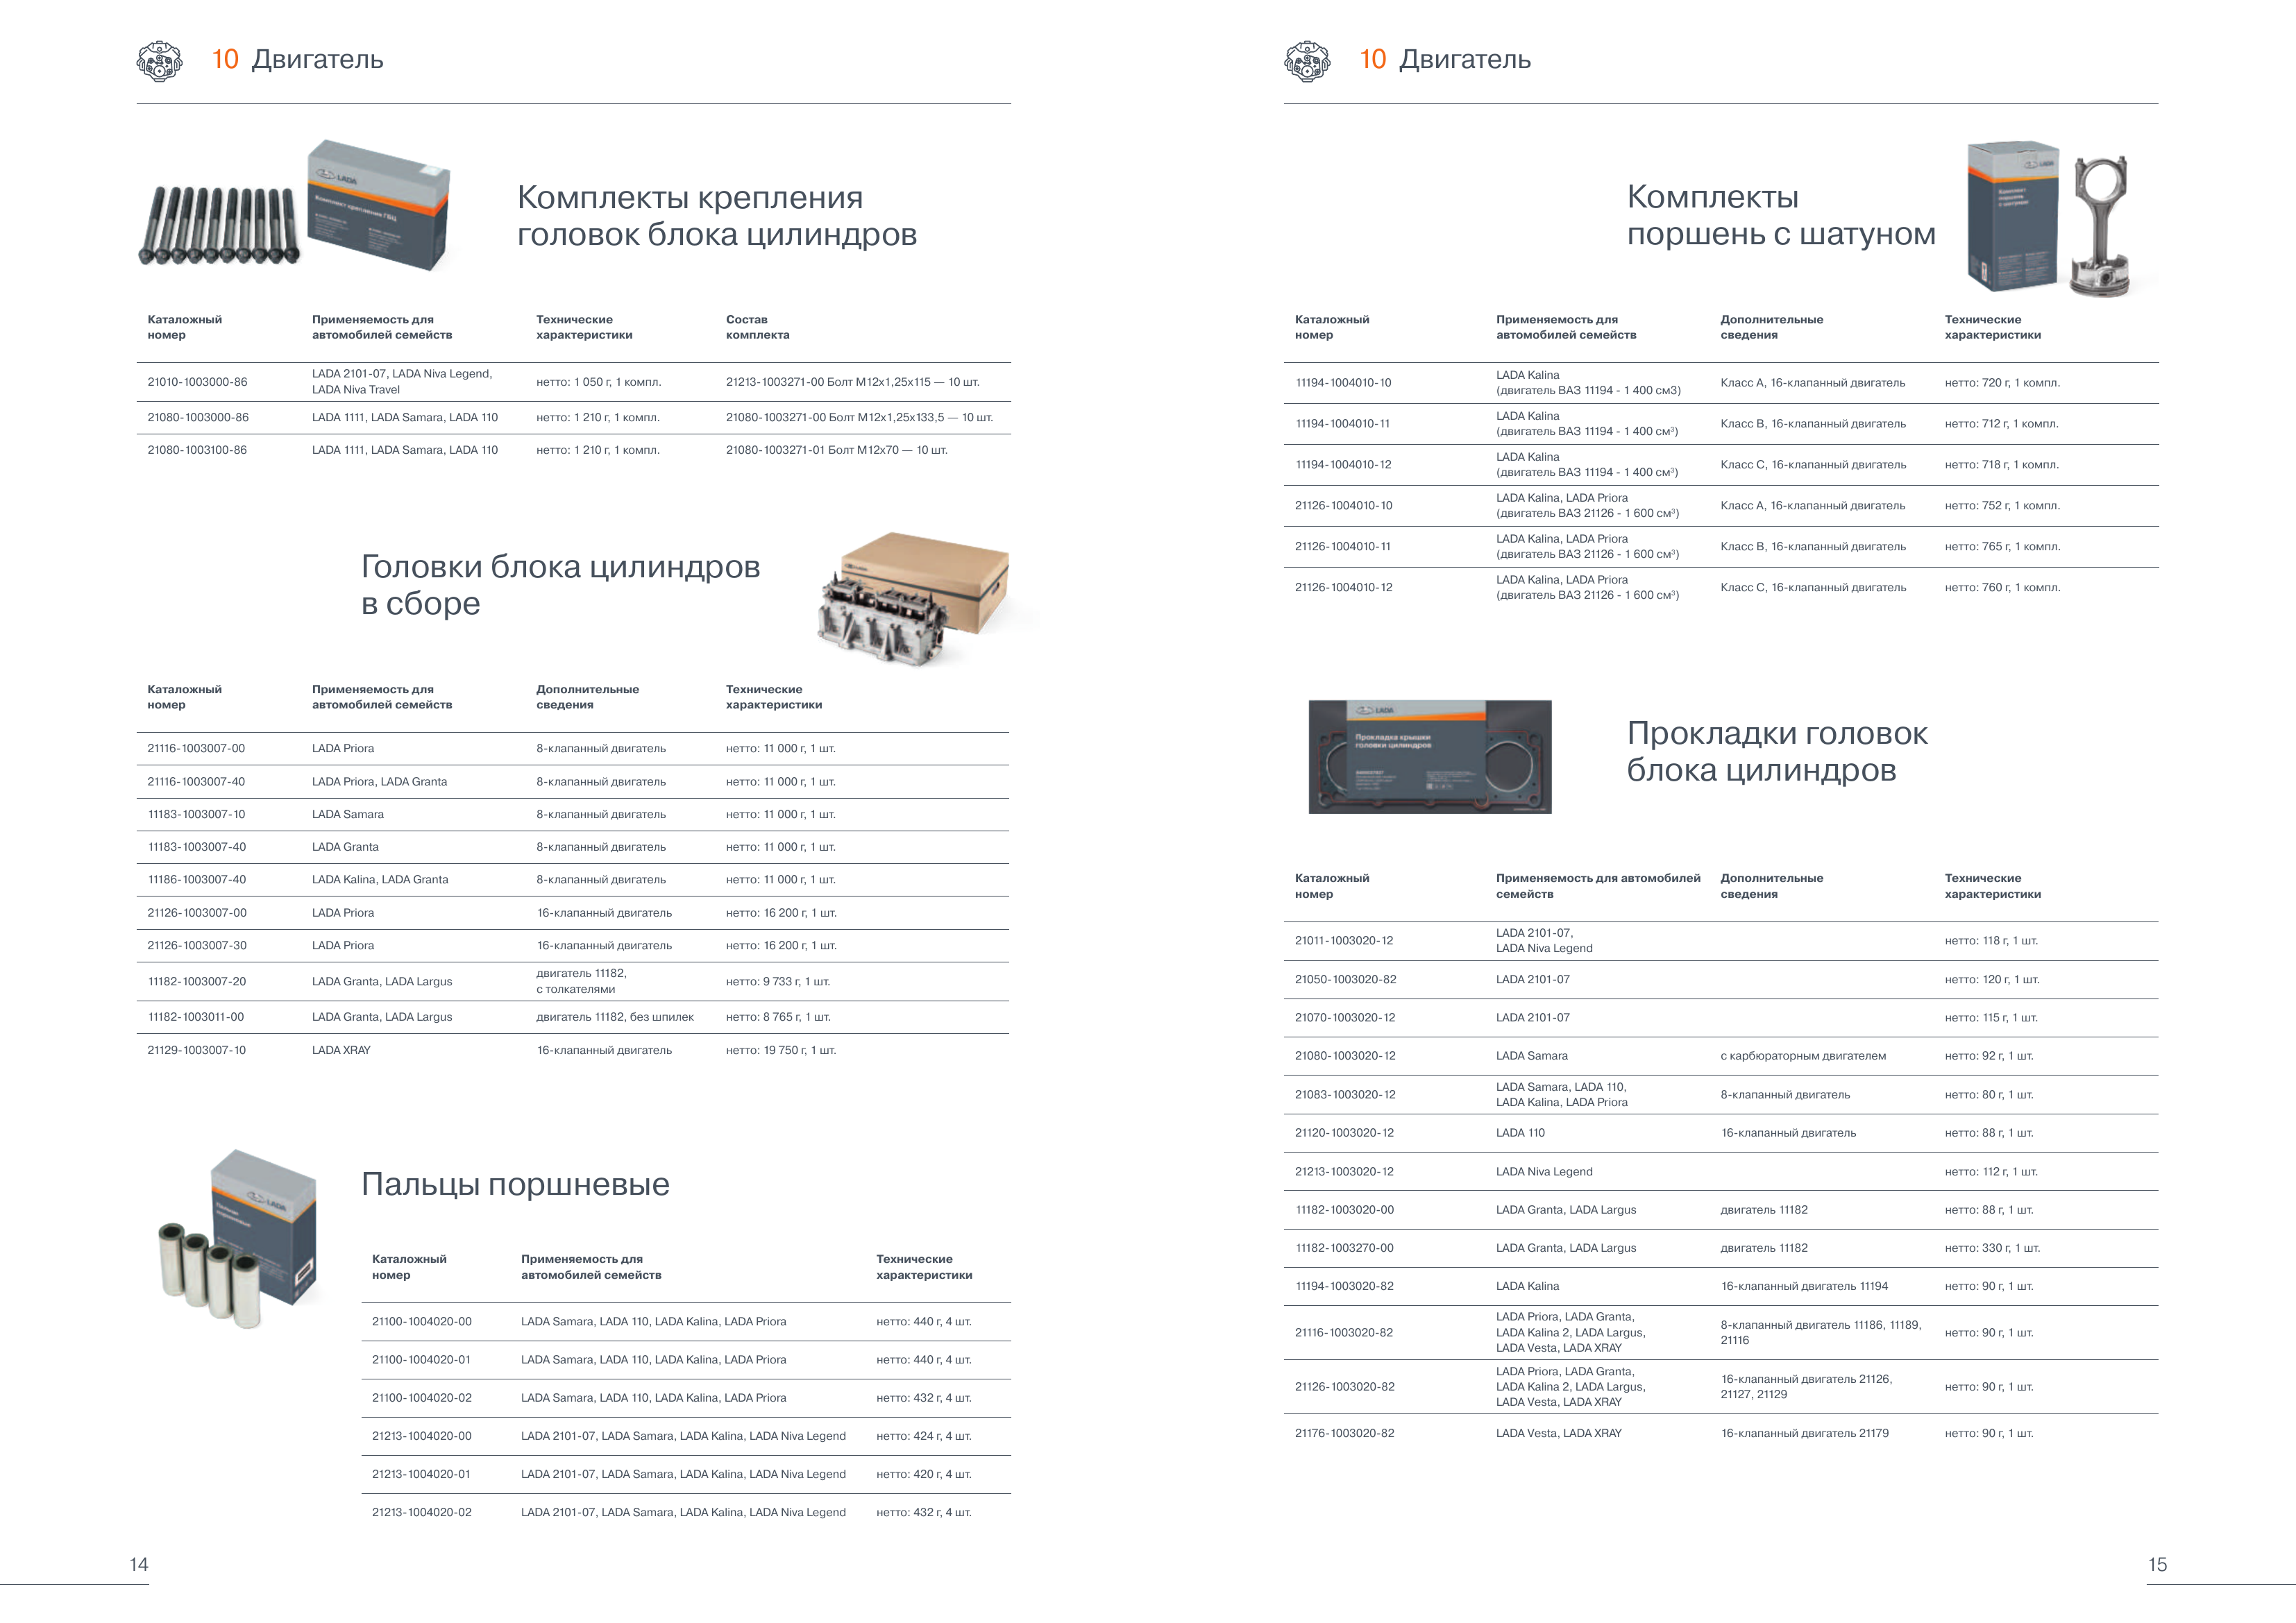 10 Двигатель
LADA
Комплект крепления ГБЦ
Комплекты крепления
головок блока цилиндров
Каталожный номер | Применяемость для автомобилей семейств | Технические характеристики | Состав комплекта
21010-1003000-86 | LADA 2101-07, LADA Niva Legend, LADA Niva Travel | нетто: 1 050 г, 1 компл. | 21213-1003271-00 Болт М12х1,25х115 — 10 шт.
21080-1003000-86 | LADA 1111, LADA Samara, LADA 110 | нетто: 1 210 г, 1 компл. | 21080-1003271-00 Болт М12х1,25х133,5 — 10 шт.
21080-1003100-86 | LADA 1111, LADA Samara, LADA 110 | нетто: 1 210 г, 1 компл. | 21080-1003271-01 Болт М12х70 — 10 шт.
Головки блока цилиндров
в сборе
Каталожный номер | Применяемость для автомобилей семейств | Дополнительные сведения | Технические характеристики
21116-1003007-00 | LADA Priora | 8-клапанный двигатель | нетто: 11 000 г, 1 шт.
21116-1003007-40 | LADA Priora, LADA Granta | 8-клапанный двигатель | нетто: 11 000 г, 1 шт.
11183-1003007-10 | LADA Samara | 8-клапанный двигатель | нетто: 11 000 г, 1 шт.
11183-1003007-40 | LADA Granta | 8-клапанный двигатель | нетто: 11 000 г, 1 шт.
11186-1003007-40 | LADA Kalina, LADA Granta | 8-клапанный двигатель | нетто: 11 000 г, 1 шт.
21126-1003007-00 | LADA Priora | 16-клапанный двигатель | нетто: 16 200 г, 1 шт.
21126-1003007-30 | LADA Priora | 16-клапанный двигатель | нетто: 16 200 г, 1 шт.
11182-1003007-20 | LADA Granta, LADA Largus | двигатель 11182, с толкателями | нетто: 9 733 г, 1 шт.
11182-1003011-00 | LADA Granta, LADA Largus | двигатель 11182, без шпилек | нетто: 8 765 г, 1 шт.
21129-1003007-10 | LADA XRAY | 16-клапанный двигатель | нетто: 19 750 г, 1 шт.
LADA
Пальцы поршневые
Каталожный номер | Применяемость для автомобилей семейств | Технические характеристики
21100-1004020-00 | LADA Samara, LADA 110, LADA Kalina, LADA Priora | нетто: 440 г, 4 шт.
21100-1004020-01 | LADA Samara, LADA 110, LADA Kalina, LADA Priora | нетто: 440 г, 4 шт.
21100-1004020-02 | LADA Samara, LADA 110, LADA Kalina, LADA Priora | нетто: 432 г, 4 шт.
21213-1004020-00 | LADA 2101-07, LADA Samara, LADA Kalina, LADA Niva Legend | нетто: 424 г, 4 шт.
21213-1004020-01 | LADA 2101-07, LADA Samara, LADA Kalina, LADA Niva Legend | нетто: 420 г, 4 шт.
21213-1004020-02 | LADA 2101-07, LADA Samara, LADA Kalina, LADA Niva Legend | нетто: 432 г, 4 шт.
14
10 Двигатель
Комплекты
поршень с шатуном
LADA
Каталожный номер | Применяемость для автомобилей семейств | Дополнительные сведения | Технические характеристики
11194-1004010-10 | LADA Kalina (двигатель ВАЗ 11194 - 1 400 см3) | Класс А, 16-клапанный двигатель | нетто: 720 г, 1 компл.
11194-1004010-11 | LADA Kalina (двигатель ВАЗ 11194 - 1 400 см³) | Класс В, 16-клапанный двигатель | нетто: 712 г, 1 компл.
11194-1004010-12 | LADA Kalina (двигатель ВАЗ 11194 - 1 400 см³) | Класс С, 16-клапанный двигатель | нетто: 718 г, 1 компл.
21126-1004010-10 | LADA Kalina, LADA Priora (двигатель ВАЗ 21126 - 1 600 см³) | Класс А, 16-клапанный двигатель | нетто: 752 г, 1 компл.
21126-1004010-11 | LADA Kalina, LADA Priora (двигатель ВАЗ 21126 - 1 600 см³) | Класс В, 16-клапанный двигатель | нетто: 765 г, 1 компл.
21126-1004010-12 | LADA Kalina, LADA Priora (двигатель ВАЗ 21126 - 1 600 см³) | Класс С, 16-клапанный двигатель | нетто: 760 г, 1 компл.
LADA
Прокладка крышки
головки цилиндров
Прокладки головок
блока цилиндров
Каталожный номер | Применяемость для автомобилей семейств | Дополнительные сведения | Технические характеристики
21011-1003020-12 | LADA 2101-07, LADA Niva Legend | нетто: 118 г, 1 шт.
21050-1003020-82 | LADA 2101-07 | нетто: 120 г, 1 шт.
21070-1003020-12 | LADA 2101-07 | нетто: 115 г, 1 шт.
21080-1003020-12 | LADA Samara | с карбюраторным двигателем | нетто: 92 г, 1 шт.
21083-1003020-12 | LADA Samara, LADA 110, LADA Kalina, LADA Priora | 8-клапанный двигатель | нетто: 80 г, 1 шт.
21120-1003020-12 | LADA 110 | 16-клапанный двигатель | нетто: 88 г, 1 шт.
21213-1003020-12 | LADA Niva Legend | нетто: 112 г, 1 шт.
11182-1003020-00 | LADA Granta, LADA Largus | двигатель 11182 | нетто: 88 г, 1 шт.
11182-1003270-00 | LADA Granta, LADA Largus | двигатель 11182 | нетто: 330 г, 1 шт.
11194-1003020-82 | LADA Kalina | 16-клапанный двигатель 11194 | нетто: 90 г, 1 шт.
21116-1003020-82 | LADA Priora, LADA Granta, LADA Kalina 2, LADA Largus, LADA Vesta, LADA XRAY | 8-клапанный двигатель 11186, 11189, 21116 | нетто: 90 г, 1 шт.
21126-1003020-82 | LADA Priora, LADA Granta, LADA Kalina 2, LADA Largus, LADA Vesta, LADA XRAY | 16-клапанный двигатель 21126, 21127, 21129 | нетто: 90 г, 1 шт.
21176-1003020-82 | LADA Vesta, LADA XRAY | 16-клапанный двигатель 21179 | нетто: 90 г, 1 шт.
15